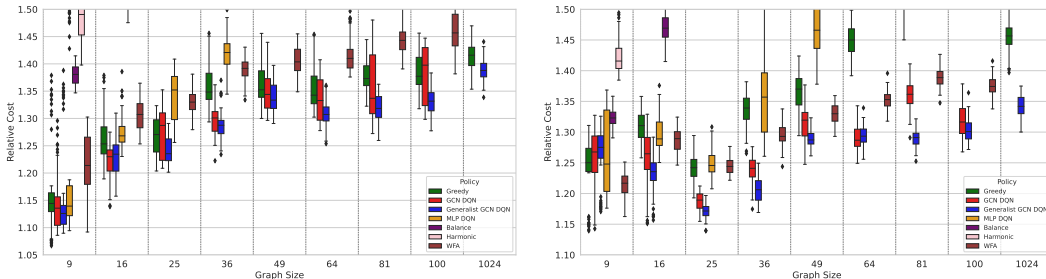 Relative Cost
1.50
1.45
1.40
1.35
1.30
1.25
1.20
1.15
1.10
1.05
9 16 25 36 49 64 81 100 1024
Graph Size
Policy
Greedy
GCN DQN
Generalist GCN DQN
MLP DQN
Balance
Harmonic
WFA
Relative Cost
1.50
1.45
1.40
1.35
1.30
1.25
1.20
1.15
1.10
9 16 25 36 49 64 81 100 1024
Graph Size
Policy
Greedy
GCN DQN
Generalist GCN DQN
MLP DQN
Balance
Harmonic
WFA